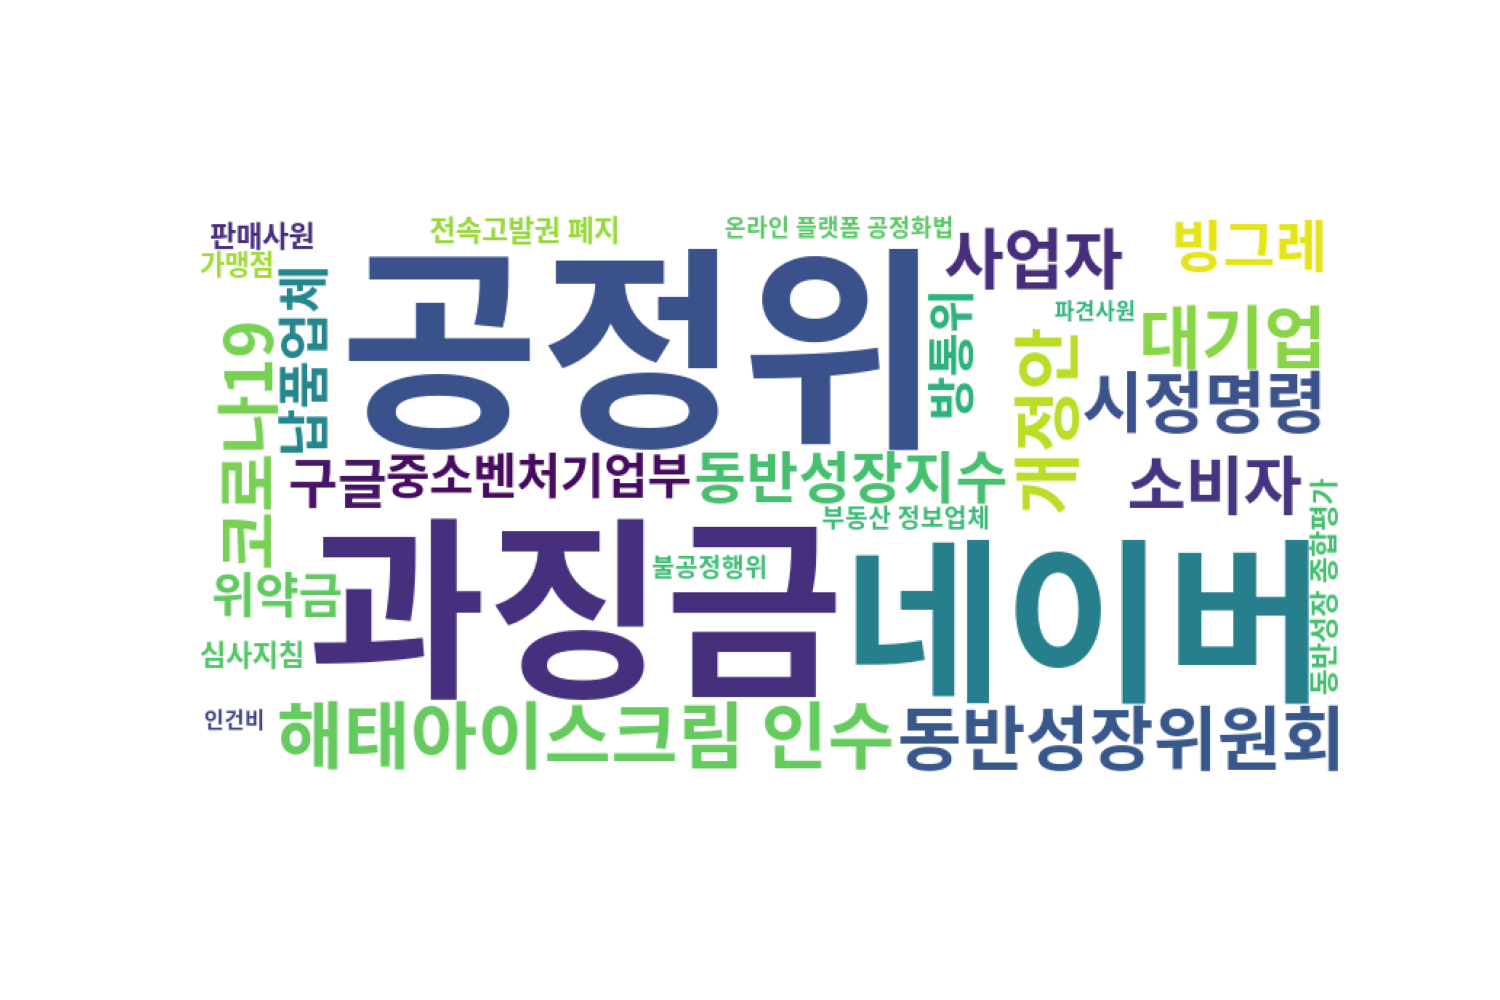 판매사원
전속고발권 폐지
온라인 플랫폼 공정화법
사업자
빙그레
가맹점
납품업체
공정위
방통위
파견사원
대기업
코로나19
개정안
시정명령
구글
중소벤처기업부
동반성장지수
소비자
부동산 정보업체
동반성장 종합평가
위약금
과징금
불공정행위
네이버
심사지침
인건비
해태아이스크림 인수
동반성장위원회